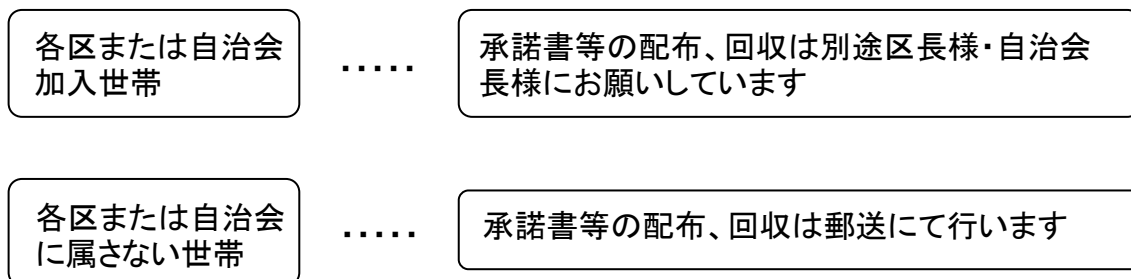 各区または自治会
加入世帯
・・・・・
承諾書等の配布、回収は別途区長様・自治会
長様にお願いしています
各区または自治会
に属さない世帯
・・・・・
承諾書等の配布、回収は郵送にて行います